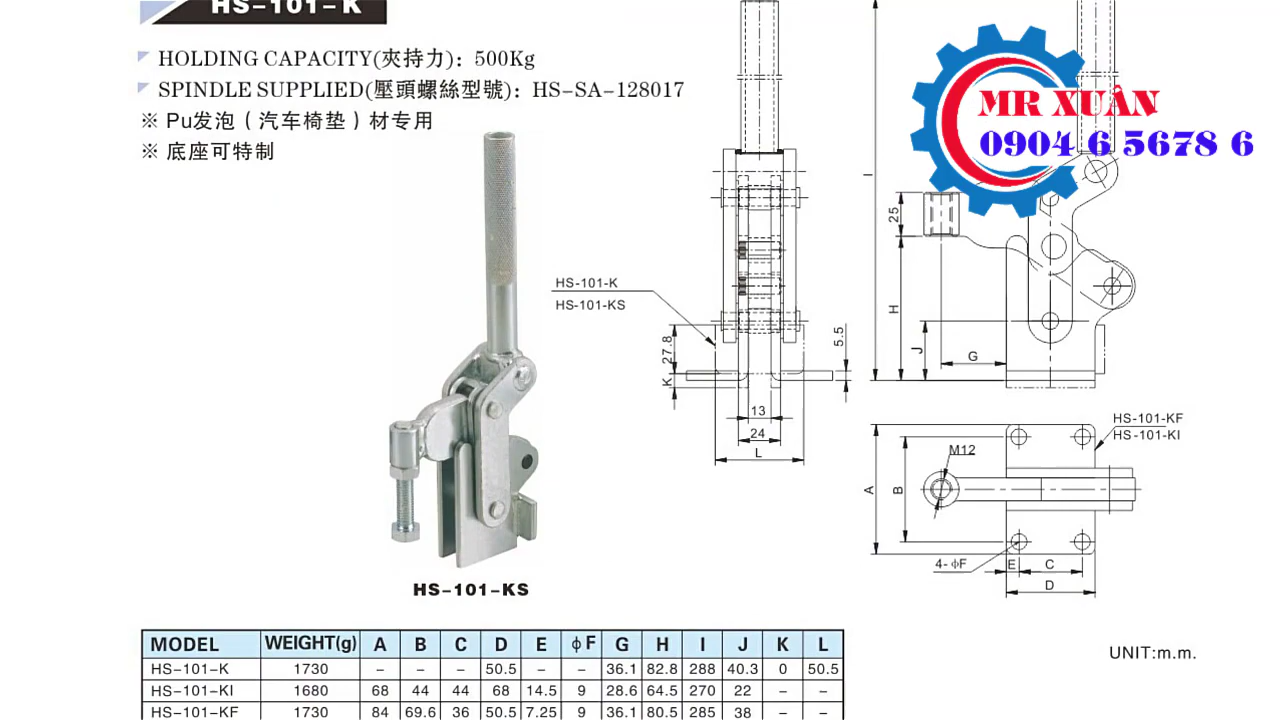 HS-101-K
HOLDING CAPACITY(夾持力): 500Kg
SPINDLE SUPPLIED(壓頭螺絲型號): HS-SA-128017
※ Pu发泡（汽车椅垫）材专用
※ 底座可特制
MR XUÂN
0904 6 5678 6
HS-101-K
HS-101-KS
27.8
K
5.5
13
24
L
I
25
H
J
G
HS-101-KF
HS-101-KI
M12
A
B
4-ϕF
E
C
D
HS-101-KS
UNIT:m.m.
MODEL WEIGHT(g) A B C D E ϕF G H I J K L
HS-101-K 1730 – – – 50.5 – – 36.1 82.8 288 40.3 0 50.5
HS-101-KI 1680 68 44 44 68 14.5 9 28.6 64.5 270 22 – –
HS-101-KF 1730 84 69.6 36 50.5 7.25 9 36.1 80.5 285 38 – –